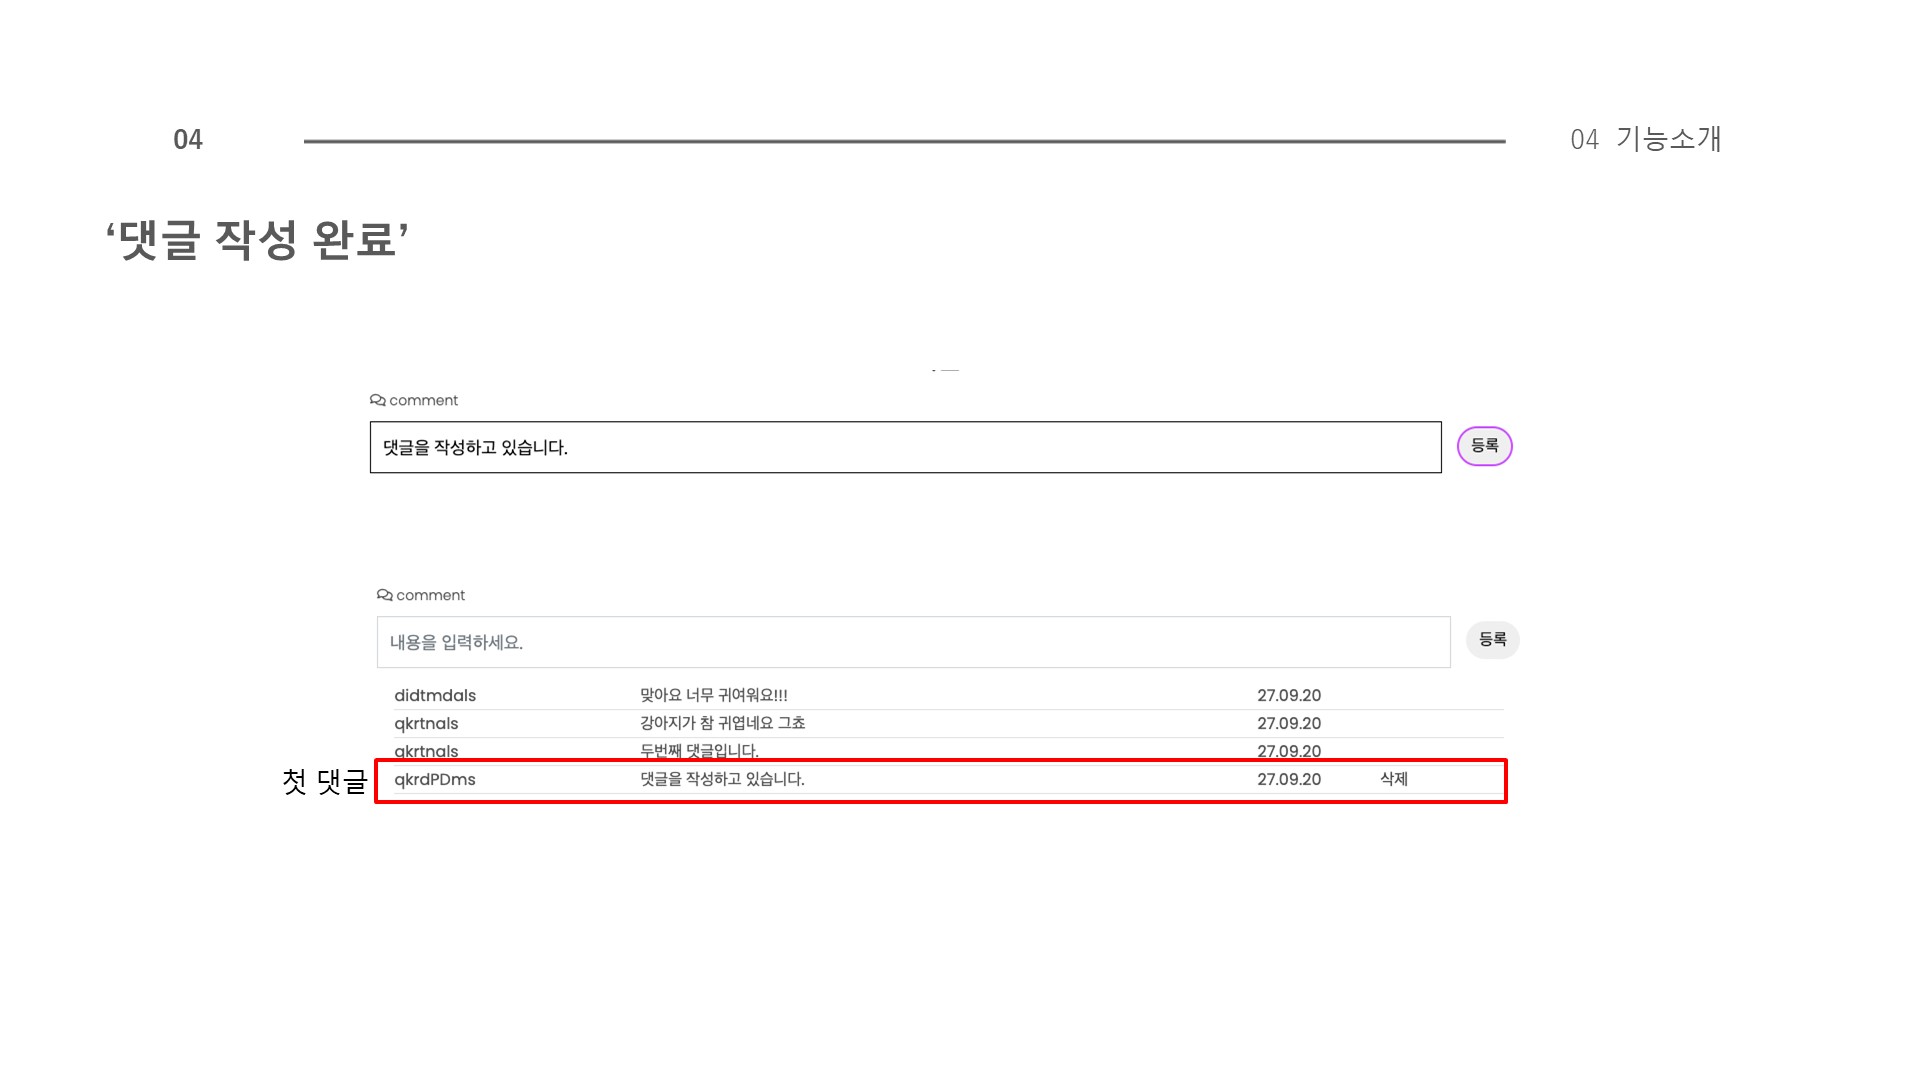 04
04 기능소개
‘댓글 작성 완료’
comment
댓글을 작성하고 있습니다.
등록
comment
내용을 입력하세요.
등록
didtmdals 맞아요 너무 귀여워요!!! 27.09.20
qkrtnals 강아지가 참 귀엽네요 그쵸 27.09.20
qkrtnals 두번째 댓글입니다. 27.09.20
첫 댓글 qkrdPDms 댓글을 작성하고 있습니다. 27.09.20 삭제